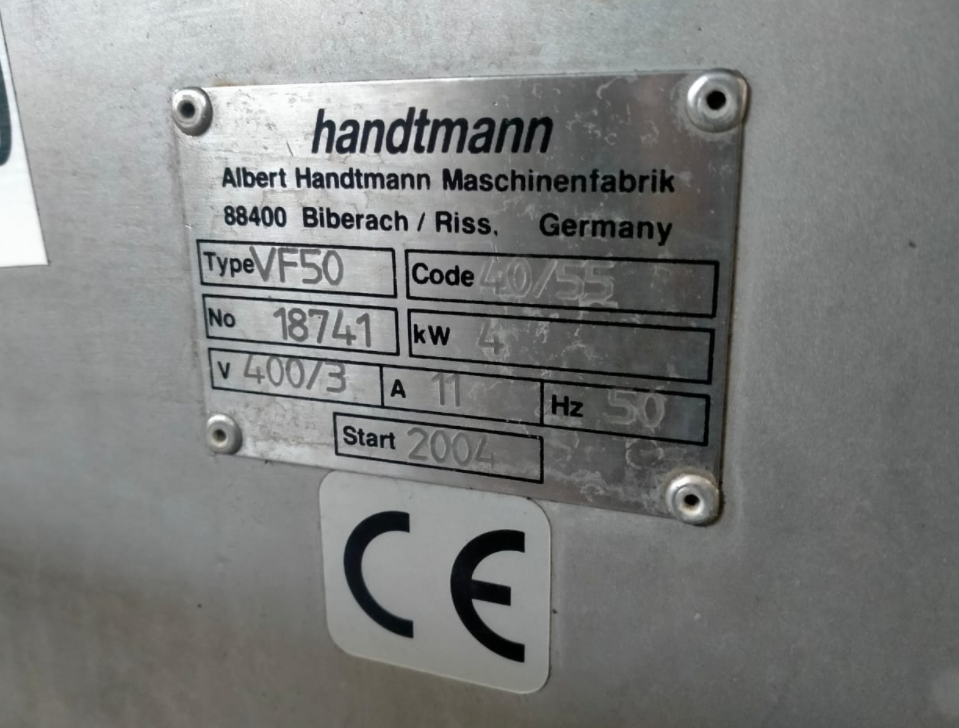 handtmann
Albert Handtmann Maschinenfabrik
88400 Biberach / Riss, Germany
Type VF50 Code 40/55
No 18741 kW 4
V 400/3 A 11 Hz 50
Start 2004
CE